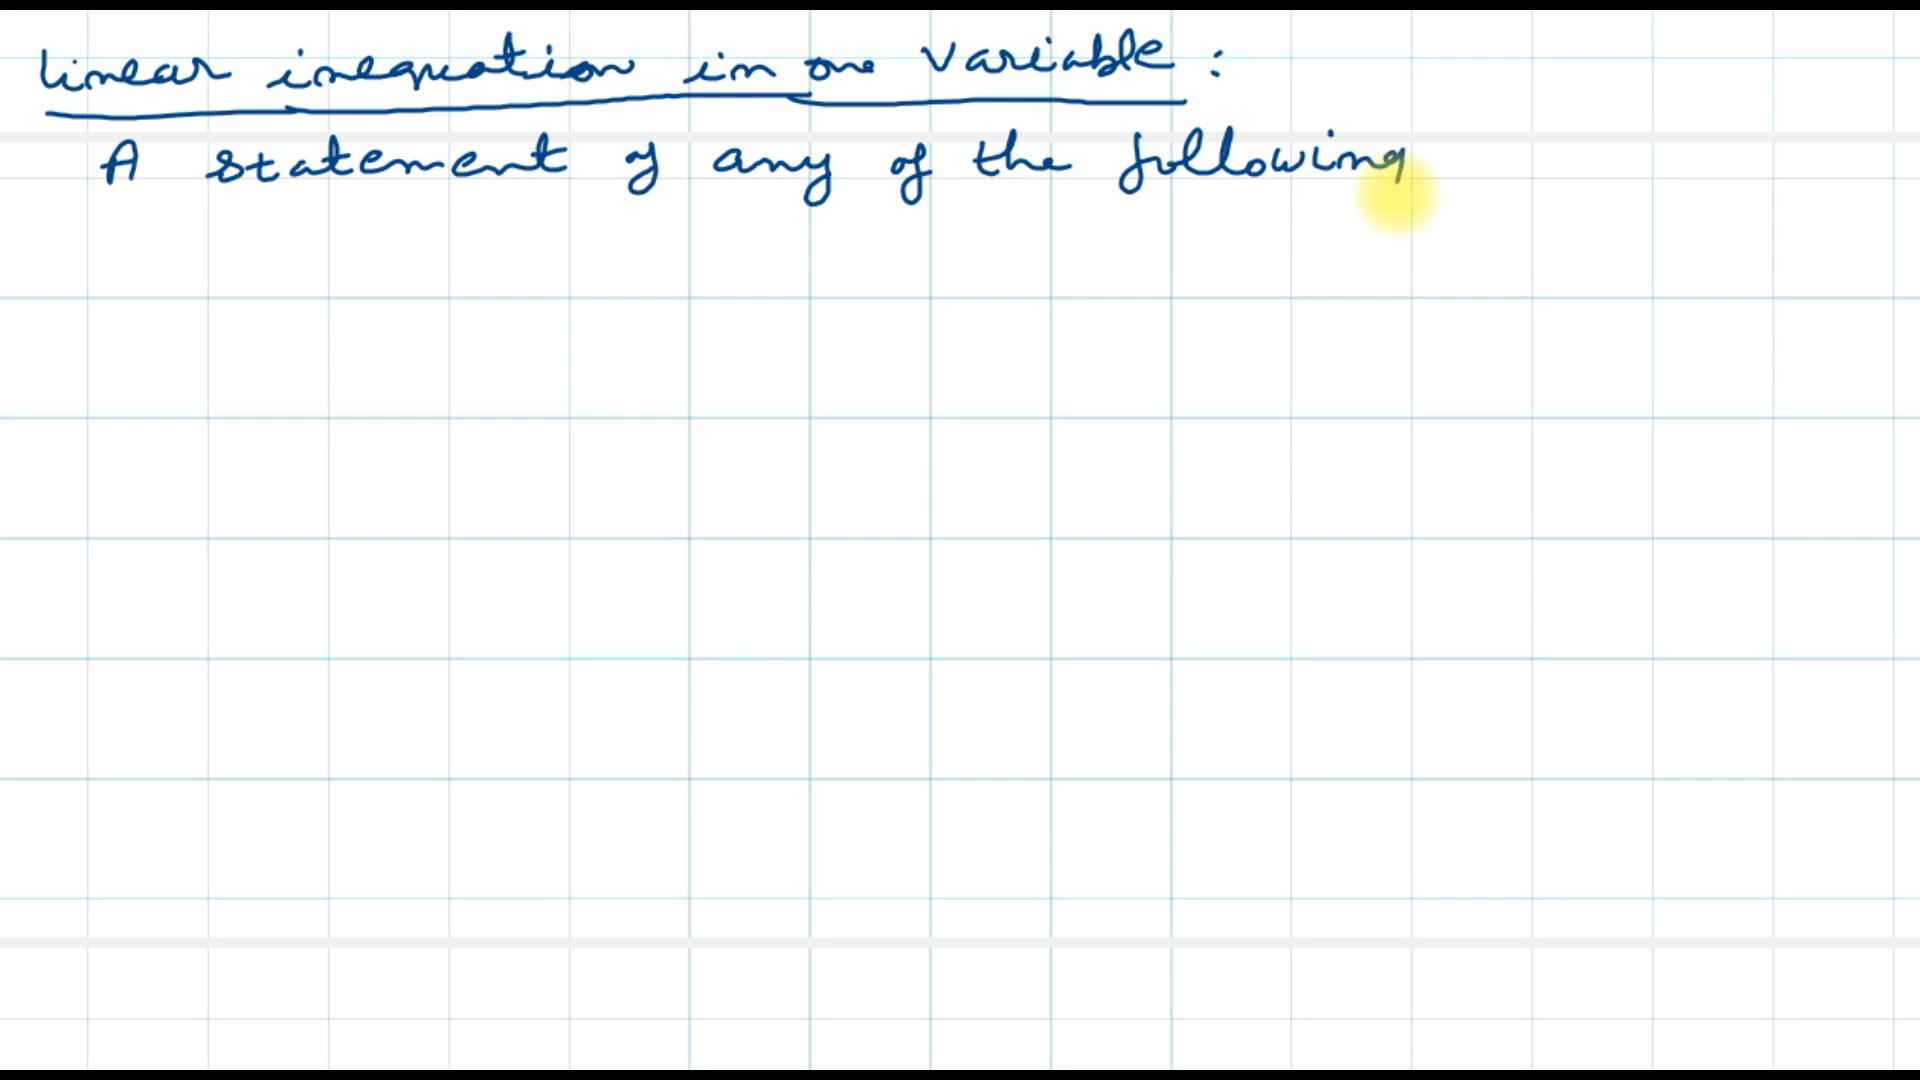 linear inequation in one variable :
A statement of any of the following